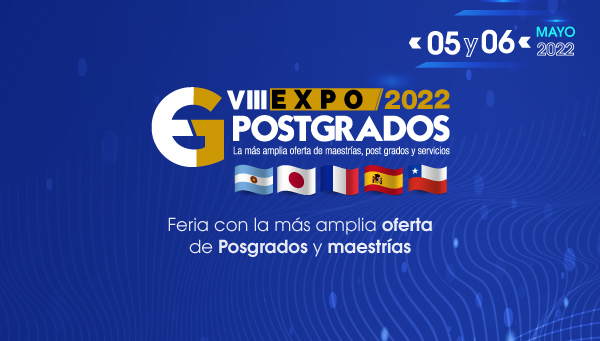 05 y 06
MAYO
2022
VIII EXPO 2022
POSTGRADOS
La más amplia oferta de maestrías, post grados y servicios
Feria con la más amplia oferta
de Posgrados y maestrías